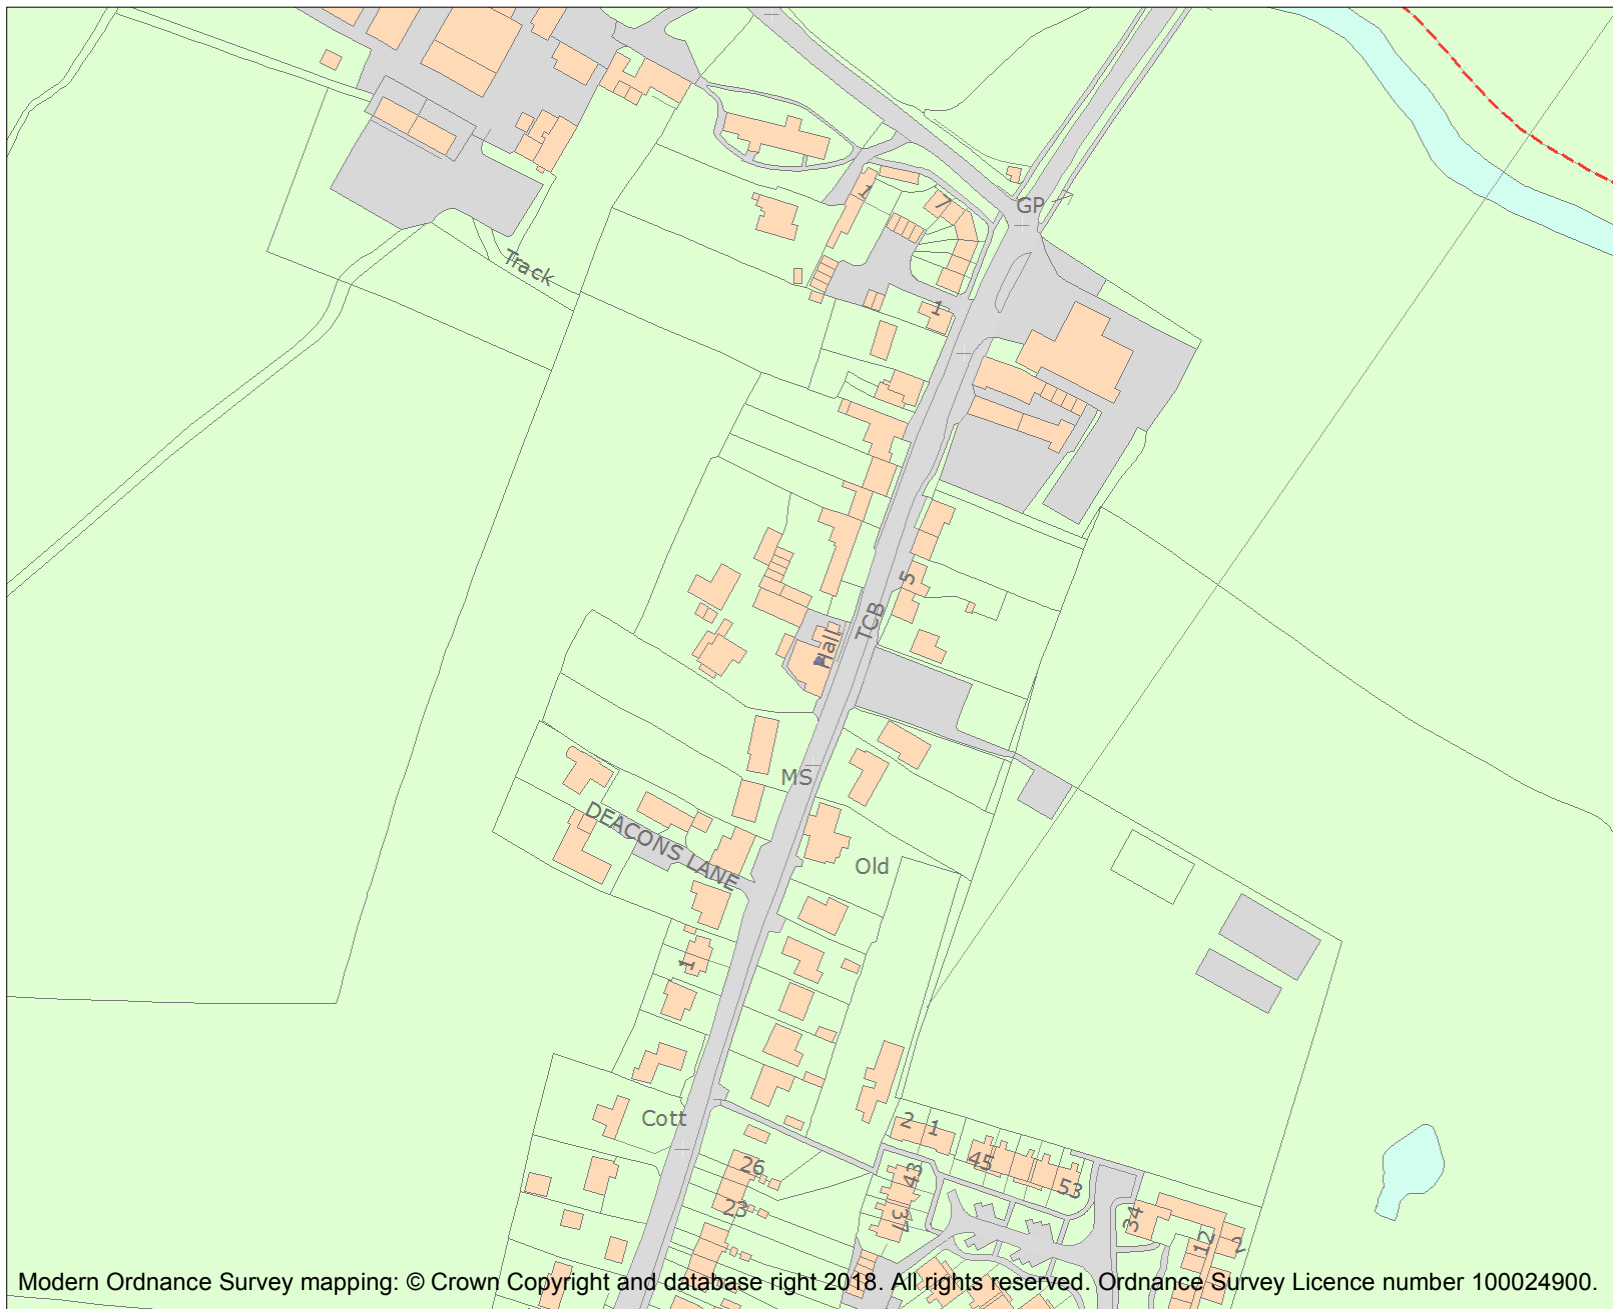 1
7
GP
Track
1
5
TCB
Hall
MS
DEACONS LANE
Old
1
Cott
2
1
26
45
43
53
23
37
34
12
2
Modern Ordnance Survey mapping: © Crown Copyright and database right 2018. All rights reserved. Ordnance Survey Licence number 100024900.